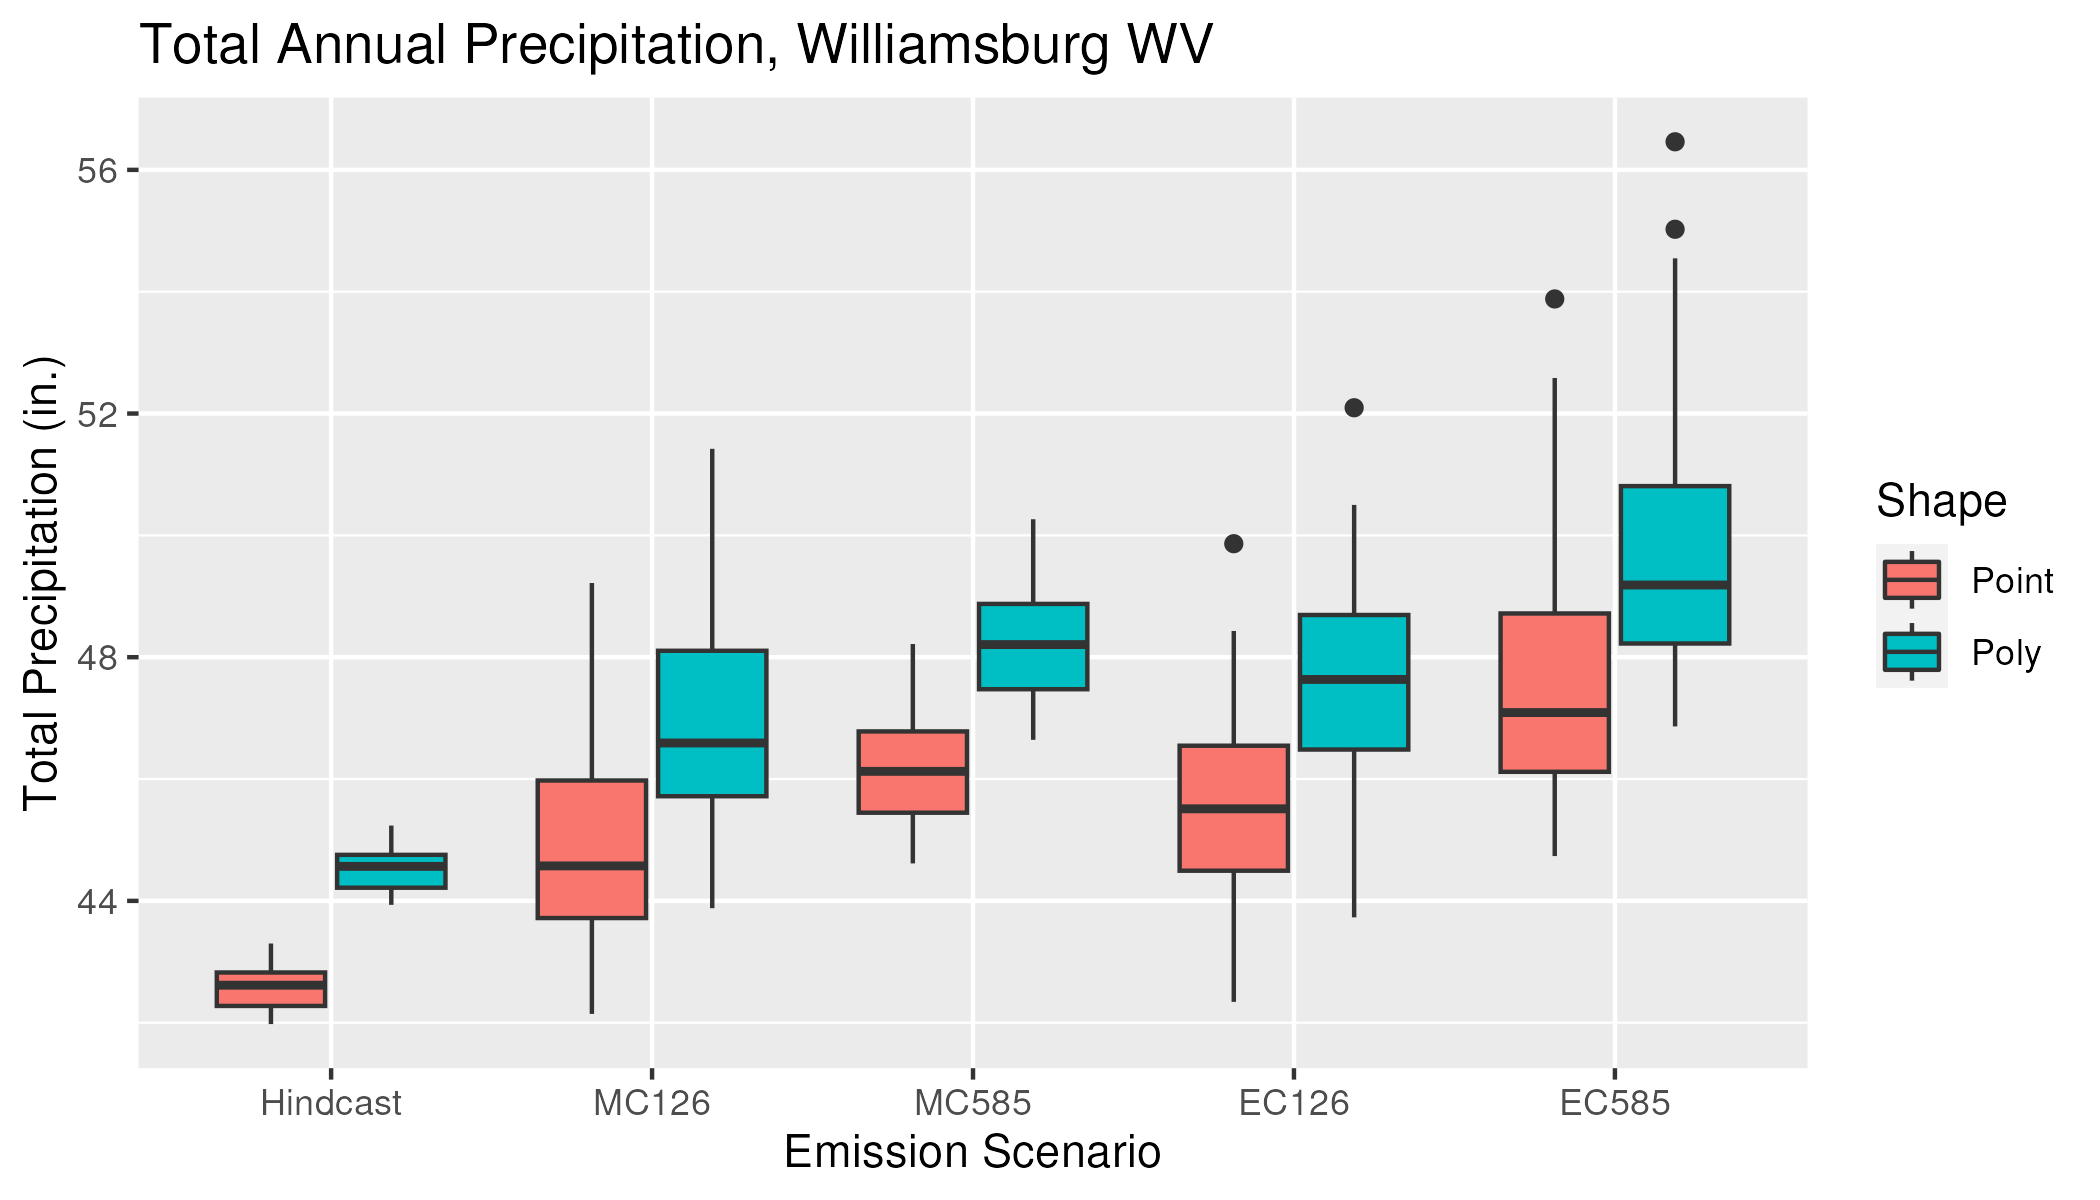 Total Annual Precipitation, Williamsburg WV
Total Precipitation (in.)
56
52
48
44
Hindcast
MC126
MC585
EC126
EC585
Emission Scenario
Shape
Point
Poly